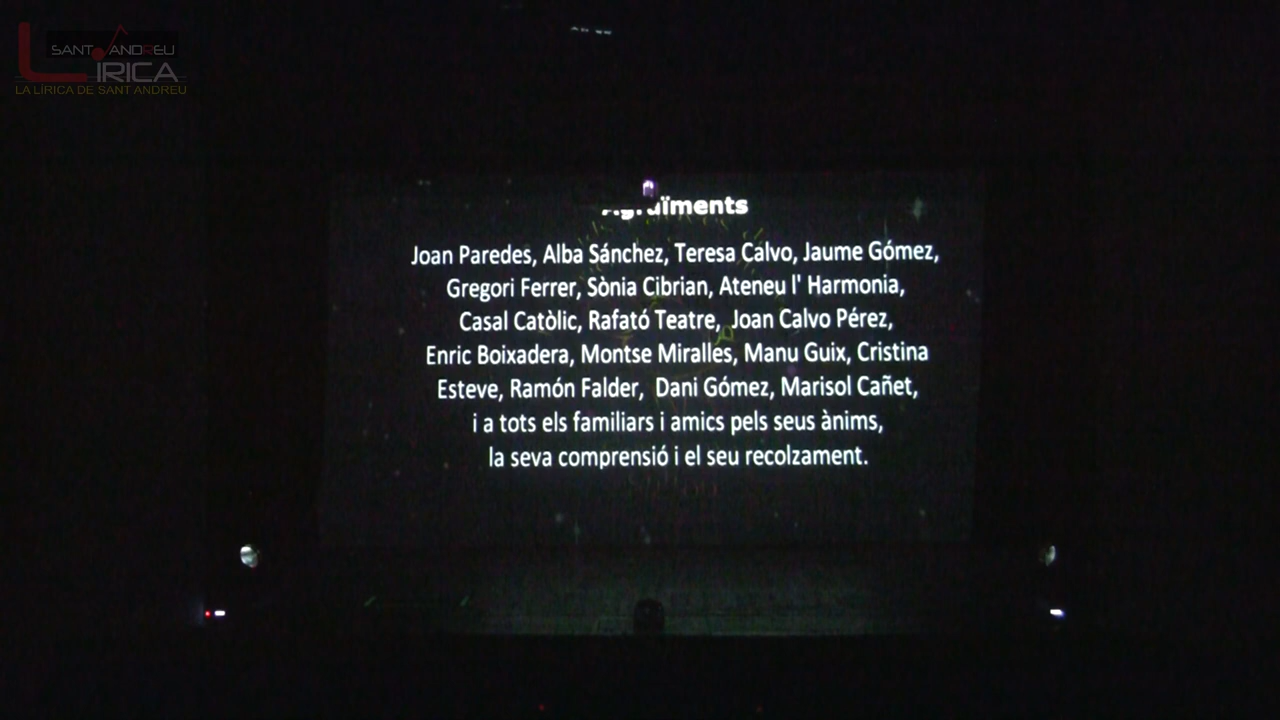 SANT ANDREU
LÍRICA
LA LÍRICA DE SANT ANDREU
Agraïments
Joan Paredes, Alba Sánchez, Teresa Calvo, Jaume Gómez,
Gregori Ferrer, Sònia Cibrian, Ateneu l' Harmonia,
Casal Catòlic, Rafató Teatre, Joan Calvo Pérez,
Enric Boixadera, Montse Miralles, Manu Guix, Cristina
Esteve, Ramón Falder, Dani Gómez, Marisol Cañet,
i a tots els familiars i amics pels seus ànims,
la seva comprensió i el seu recolzament.